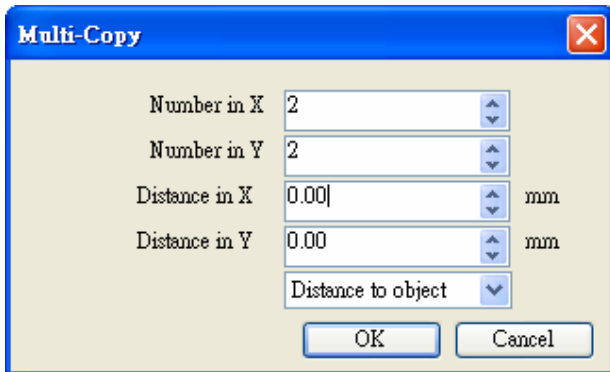 Multi-Copy
Number in X 2
Number in Y 2
Distance in X 0.00 mm
Distance in Y 0.00 mm
Distance to object
OK Cancel